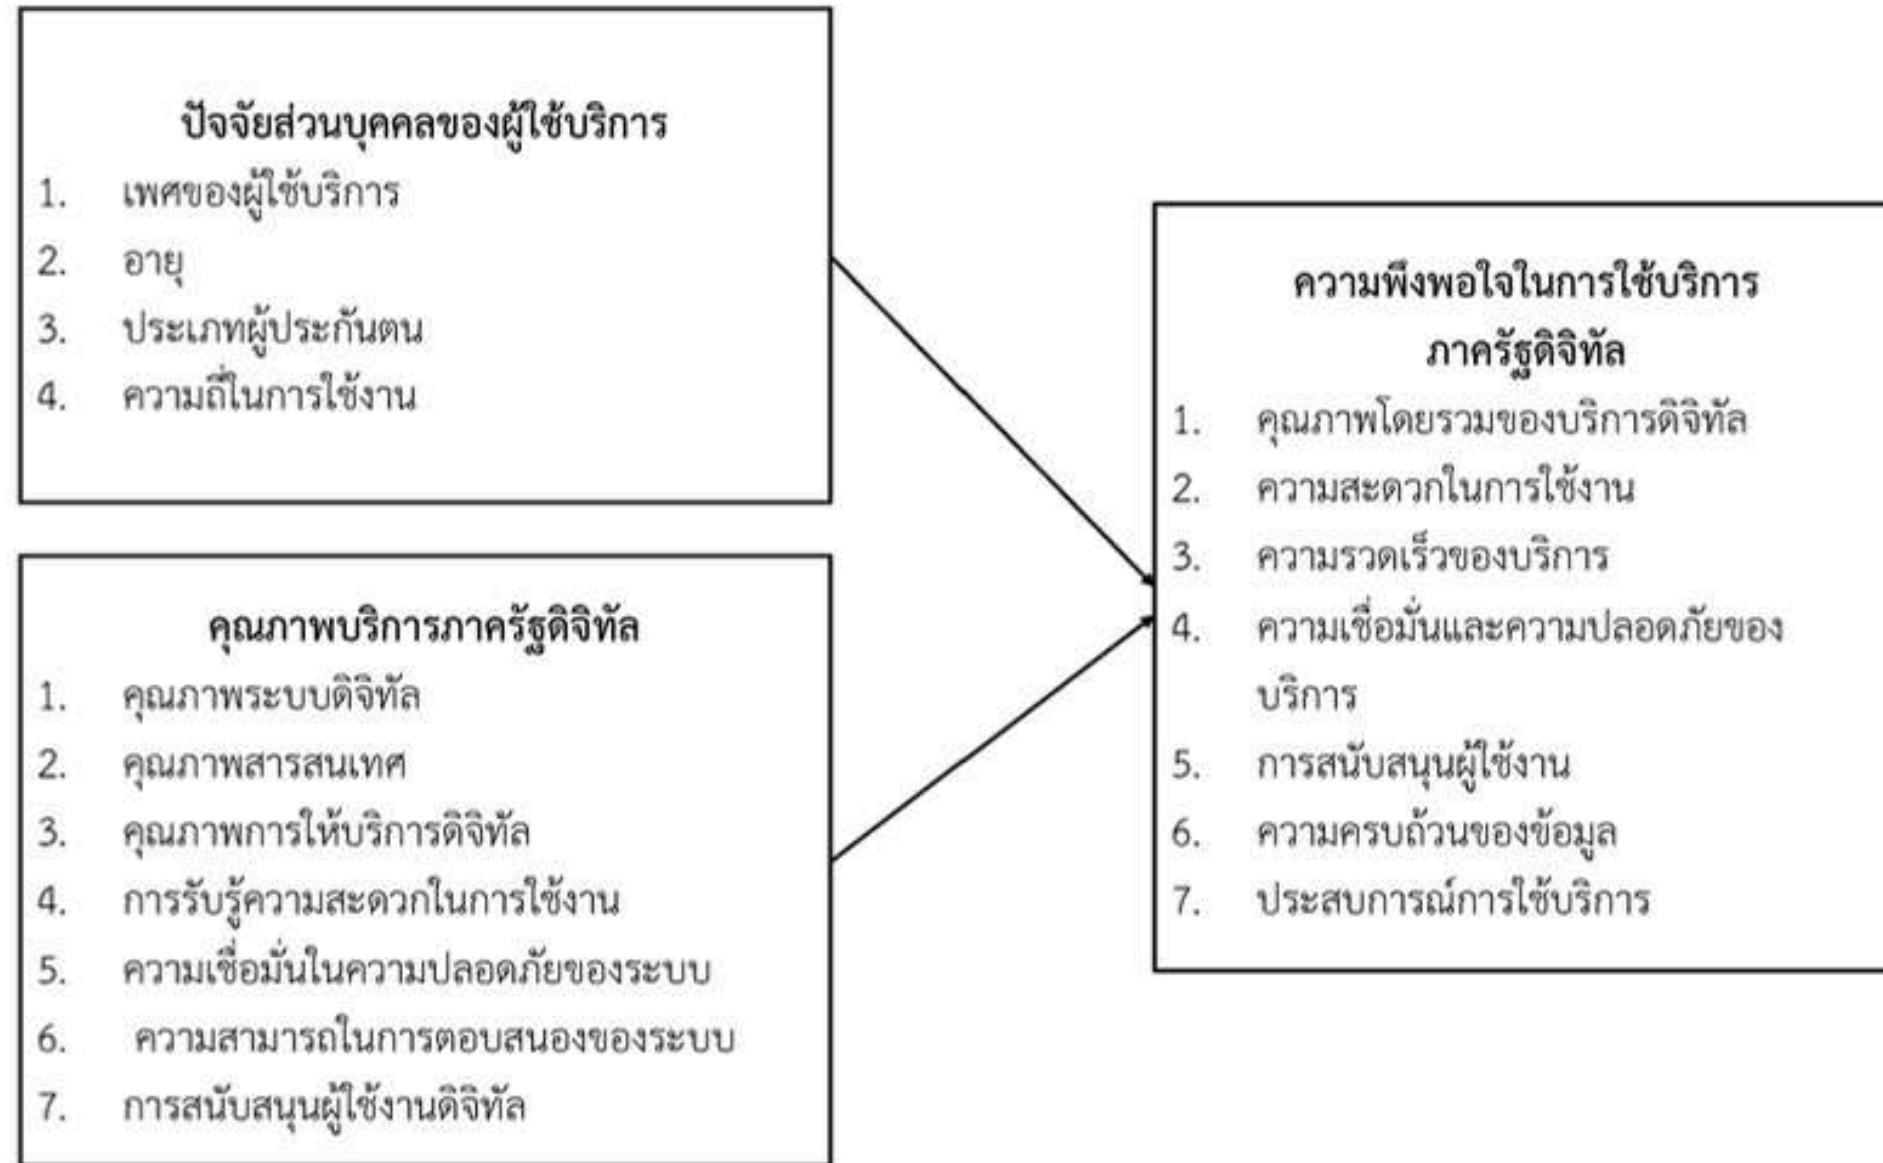 ปัจจัยส่วนบุคคลของผู้ใช้บริการ
1. เพศของผู้ใช้บริการ
2. อายุ
3. ประเภทผู้ประกันตน
4. ความถี่ในการใช้งาน
คุณภาพบริการภาครัฐดิจิทัล
1. คุณภาพระบบดิจิทัล
2. คุณภาพสารสนเทศ
3. คุณภาพการให้บริการดิจิทัล
4. การรับรู้ความสะดวกในการใช้งาน
5. ความเชื่อมั่นในความปลอดภัยของระบบ
6. ความสามารถในการตอบสนองของระบบ
7. การสนับสนุนผู้ใช้งานดิจิทัล
ความพึงพอใจในการใช้บริการ
ภาครัฐดิจิทัล
1. คุณภาพโดยรวมของบริการดิจิทัล
2. ความสะดวกในการใช้งาน
3. ความรวดเร็วของบริการ
4. ความเชื่อมั่นและความปลอดภัยของ
บริการ
5. การสนับสนุนผู้ใช้งาน
6. ความครบถ้วนของข้อมูล
7. ประสบการณ์การใช้บริการ